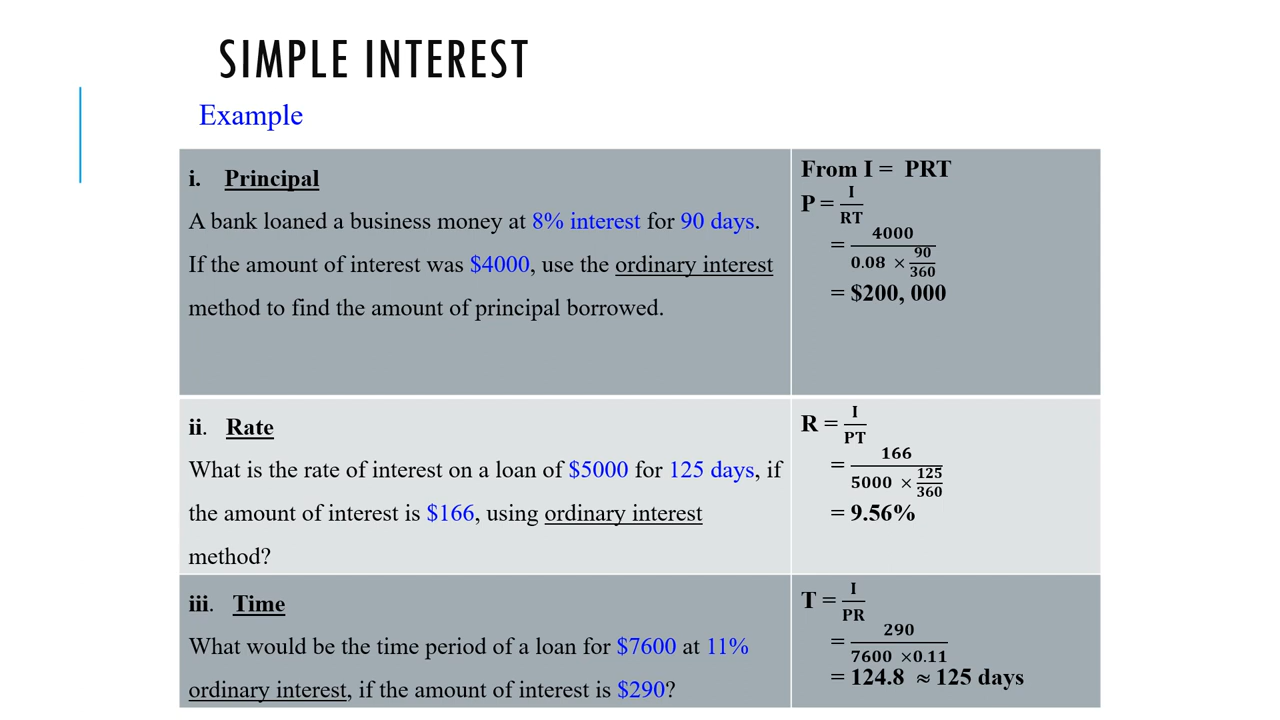 SIMPLE INTEREST
Example
i. Principal
A bank loaned a business money at 8% interest for 90 days.
If the amount of interest was $4000, use the ordinary interest
method to find the amount of principal borrowed.
From I = PRT
P = I/RT
= 4000/(0.08 × 90/360)
= $200, 000
ii. Rate
What is the rate of interest on a loan of $5000 for 125 days, if
the amount of interest is $166, using ordinary interest
method?
R = I/PT
= 166/(5000 × 125/360)
= 9.56%
iii. Time
What would be the time period of a loan for $7600 at 11%
ordinary interest, if the amount of interest is $290?
T = I/PR
= 290/(7600 ×0.11)
= 124.8 ≈ 125 days